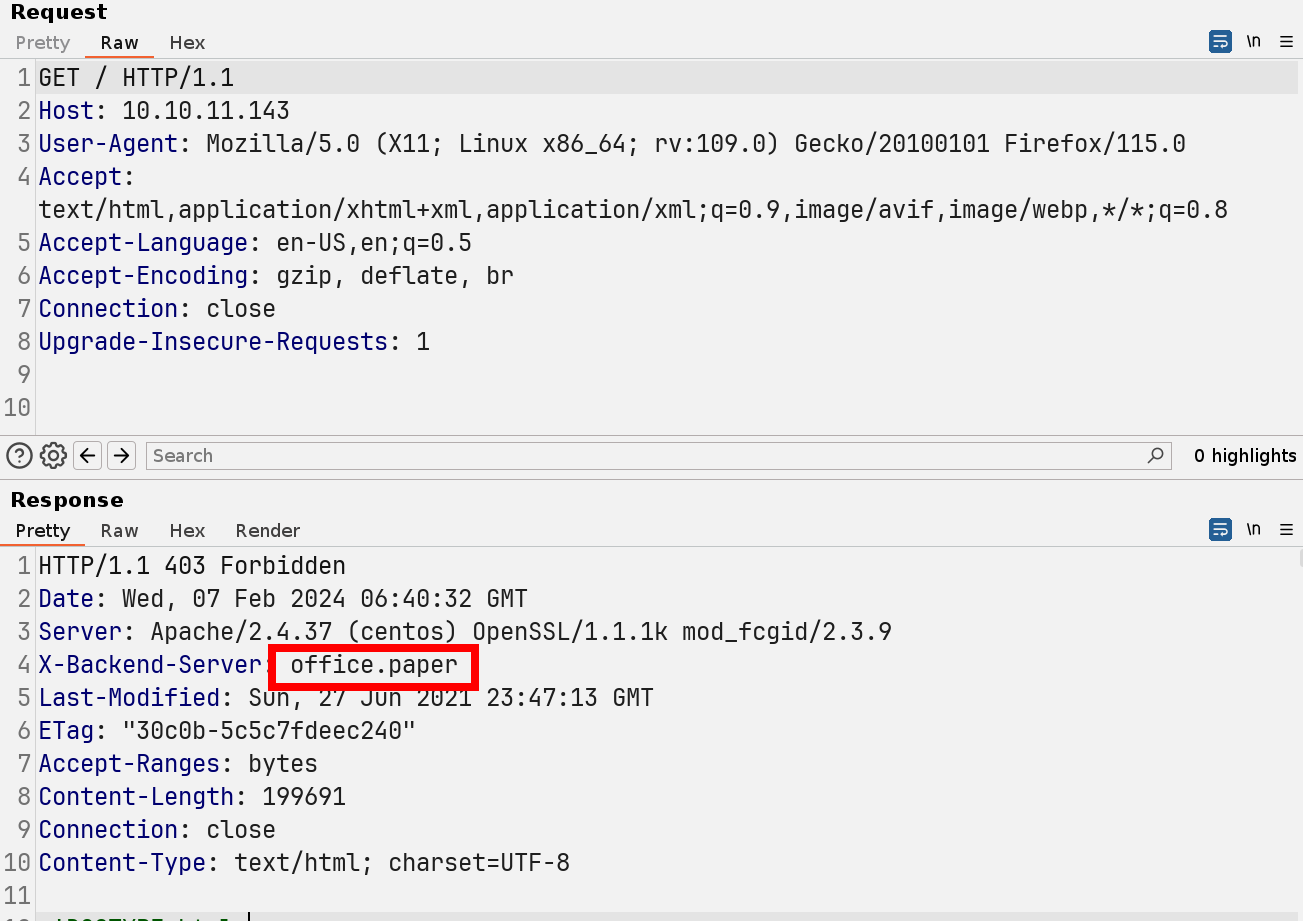 Request
Pretty Raw Hex \n
1 GET / HTTP/1.1
2 Host: 10.10.11.143
3 User-Agent: Mozilla/5.0 (X11; Linux x86_64; rv:109.0) Gecko/20100101 Firefox/115.0
4 Accept:
text/html,application/xhtml+xml,application/xml;q=0.9,image/avif,image/webp,*/*;q=0.8
5 Accept-Language: en-US,en;q=0.5
6 Accept-Encoding: gzip, deflate, br
7 Connection: close
8 Upgrade-Insecure-Requests: 1
9
10
? Search 0 highlights
Response
Pretty Raw Hex Render \n
1 HTTP/1.1 403 Forbidden
2 Date: Wed, 07 Feb 2024 06:40:32 GMT
3 Server: Apache/2.4.37 (centos) OpenSSL/1.1.1k mod_fcgid/2.3.9
4 X-Backend-Server: office.paper
5 Last-Modified: Sun, 27 Jun 2021 23:47:13 GMT
6 ETag: "30c0b-5c5c7fdeec240"
7 Accept-Ranges: bytes
8 Content-Length: 199691
9 Connection: close
10 Content-Type: text/html; charset=UTF-8
11